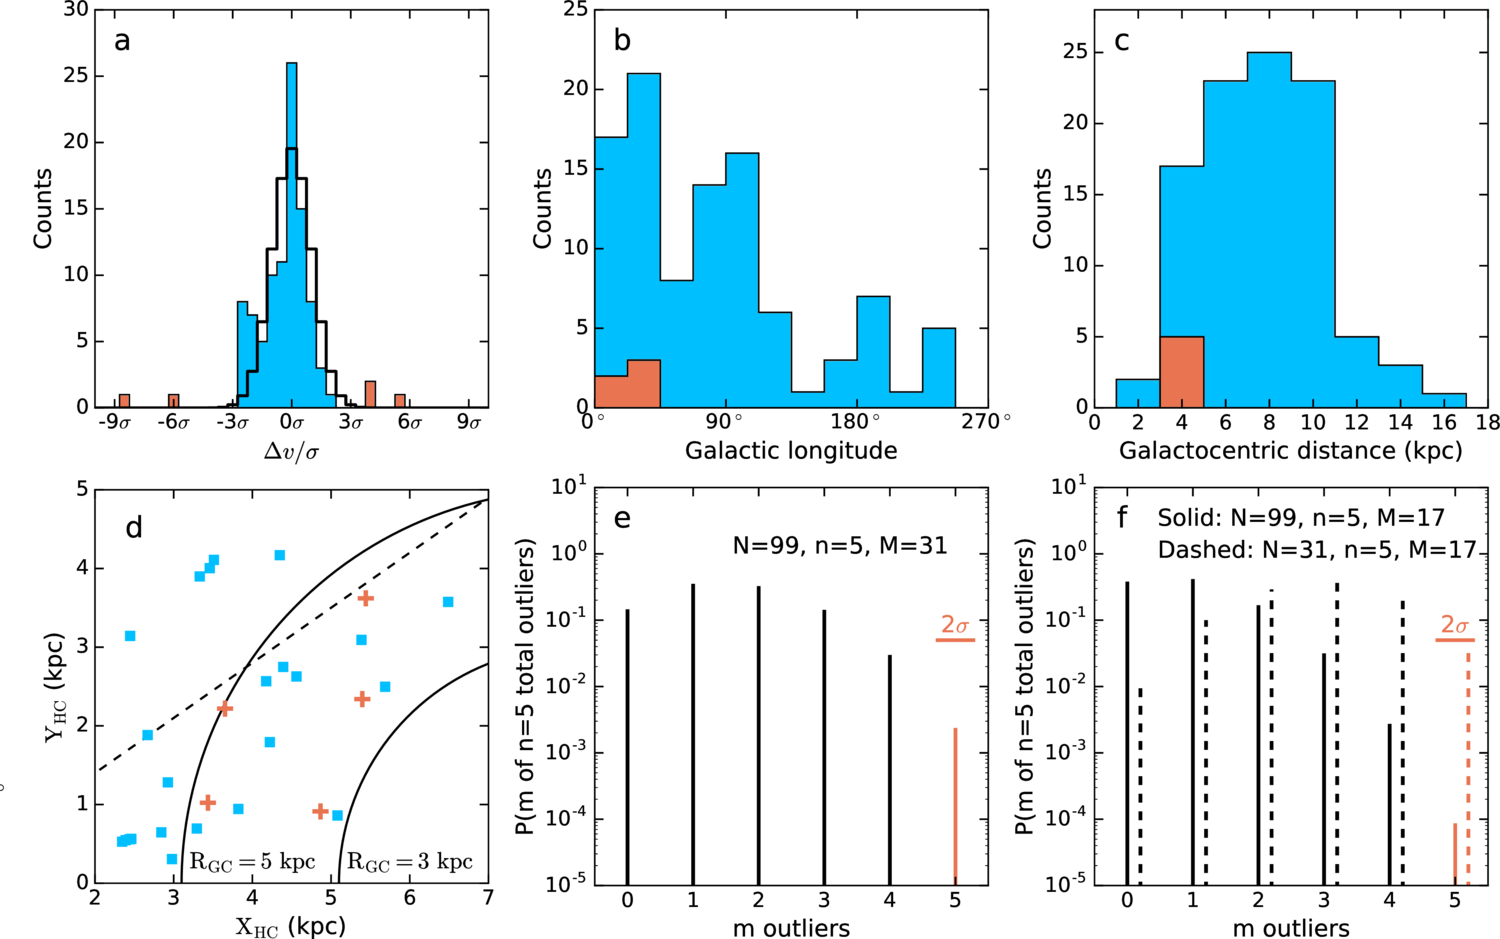 a
Counts
30
25
20
15
10
5
0
-9σ -6σ -3σ 0σ 3σ 6σ 9σ
Δv/σ
b
Counts
25
20
15
10
5
0
0° 90° 180° 270°
Galactic longitude
c
Counts
25
20
15
10
5
0
0 2 4 6 8 10 12 14 16 18
Galactocentric distance (kpc)
d
Y_HC (kpc)
5
4
3
2
1
0
R_GC = 5 kpc R_GC = 3 kpc
2 3 4 5 6 7
X_HC (kpc)
°
e
N=99, n=5, M=31
2σ
P(m of n=5 total outliers)
10^1
10^0
10^-1
10^-2
10^-3
10^-4
10^-5
0 1 2 3 4 5
m outliers
f
Solid: N=99, n=5, M=17
Dashed: N=31, n=5, M=17
2σ
P(m of n=5 total outliers)
10^1
10^0
10^-1
10^-2
10^-3
10^-4
10^-5
0 1 2 3 4 5
m outliers